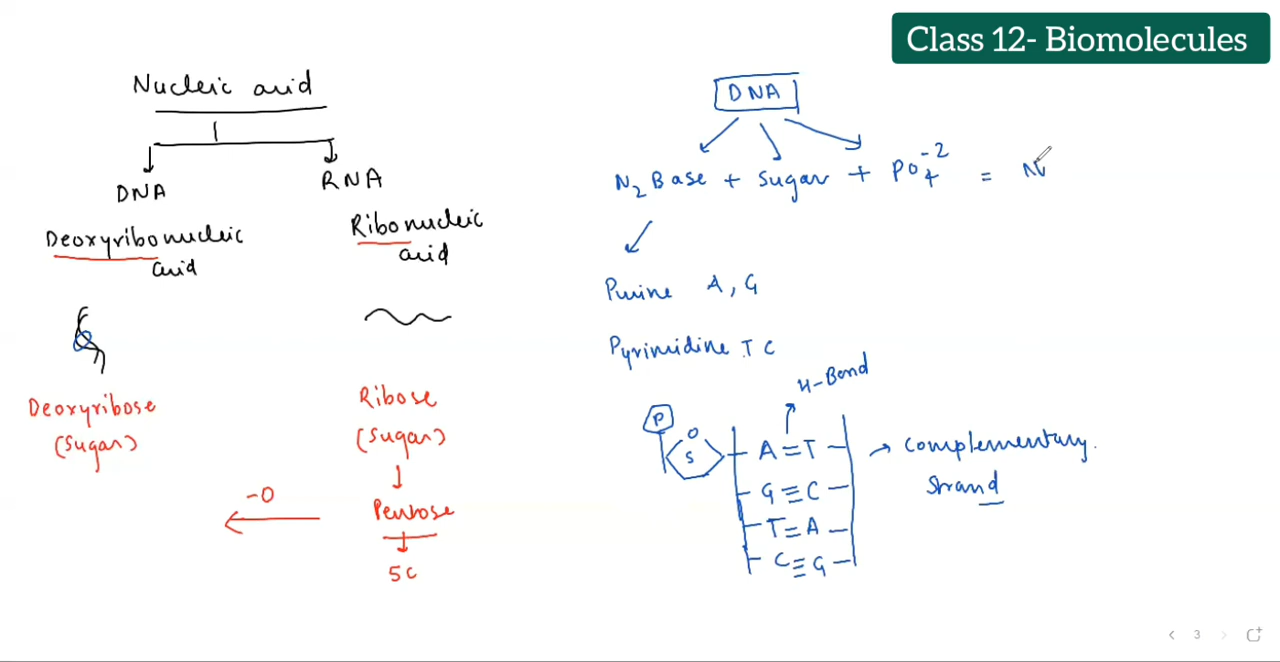 Class 12- Biomolecules
Nucleic acid
DNA
RNA
Deoxyribonucleic
acid
Ribonucleic
acid
Deoxyribose
(Sugar)
Ribose
(Sugar)
-O
Pentose
5C
DNA
N₂ Base + Sugar + PO₄⁻² = N
Purine A, G
Pyrimidine T C
H-Bond
P
O
S
A = T
G ≡ C
T = A
C ≡ G
Complementary.
Strand
3